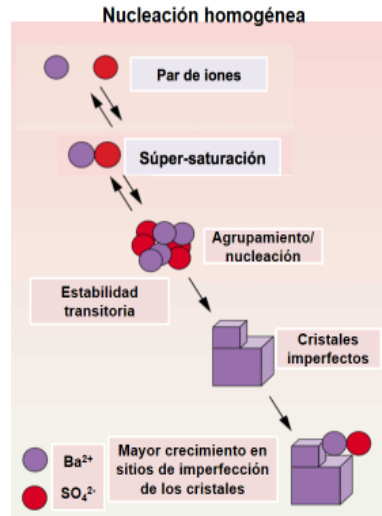 Nucleación homogénea
Par de iones
Súper-saturación
Agrupamiento/
nucleación
Estabilidad
transitoria
Cristales
imperfectos
Ba²⁺
SO₄²⁻
Mayor crecimiento en
sitios de imperfección
de los cristales